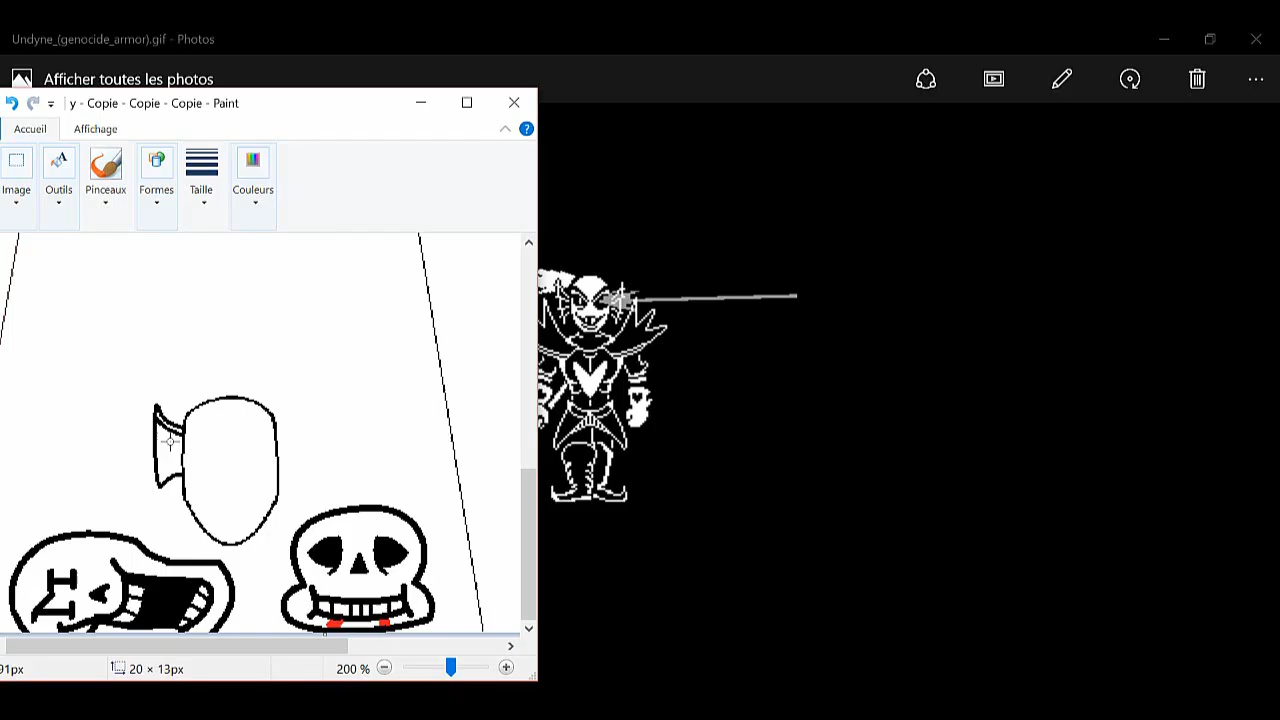 Undyne_(genocide_armor).gif - Photos
Afficher toutes les photos
y - Copie - Copie - Copie - Paint
Accueil Affichage
Image Outils Pinceaux Formes Taille Couleurs
91px 20 × 13px 200 %